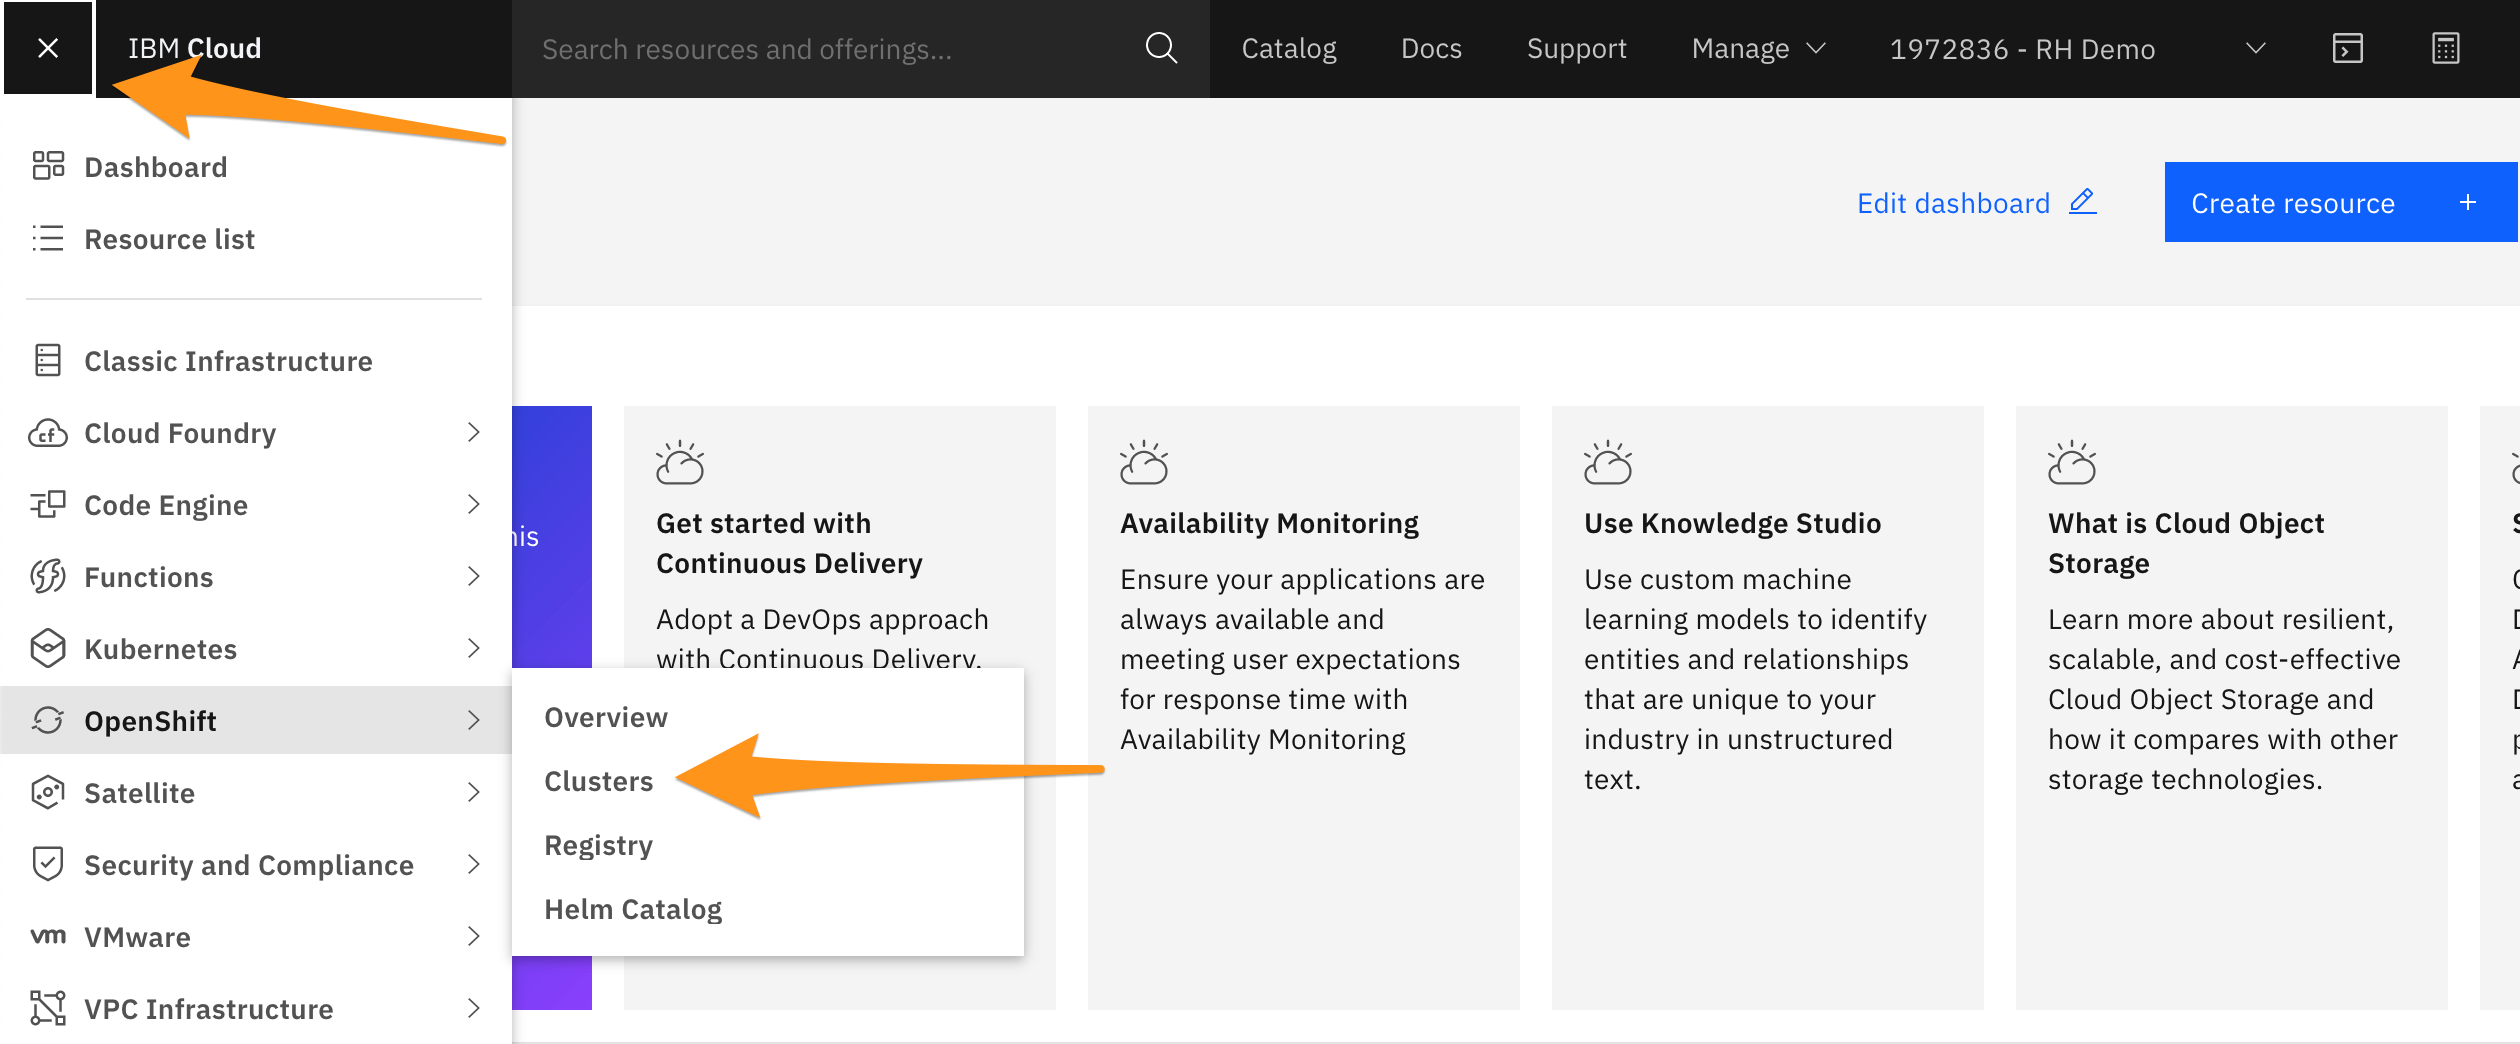 IBM Cloud
Search resources and offerings...
Catalog
Docs
Support
Manage
1972836 - RH Demo
Dashboard
Resource list
Classic Infrastructure
cf
Cloud Foundry
Code Engine
Functions
Kubernetes
OpenShift
Satellite
Security and Compliance
vm
VMware
VPC Infrastructure
Overview
Clusters
Registry
Helm Catalog
Edit dashboard
Create resource +
Get started with
Continuous Delivery
Adopt a DevOps approach
with Continuous Delivery.
Availability Monitoring
Ensure your applications are
always available and
meeting user expectations
for response time with
Availability Monitoring
Use Knowledge Studio
Use custom machine
learning models to identify
entities and relationships
that are unique to your
industry in unstructured
text.
What is Cloud Object
Storage
Learn more about resilient,
scalable, and cost-effective
Cloud Object Storage and
how it compares with other
storage technologies.